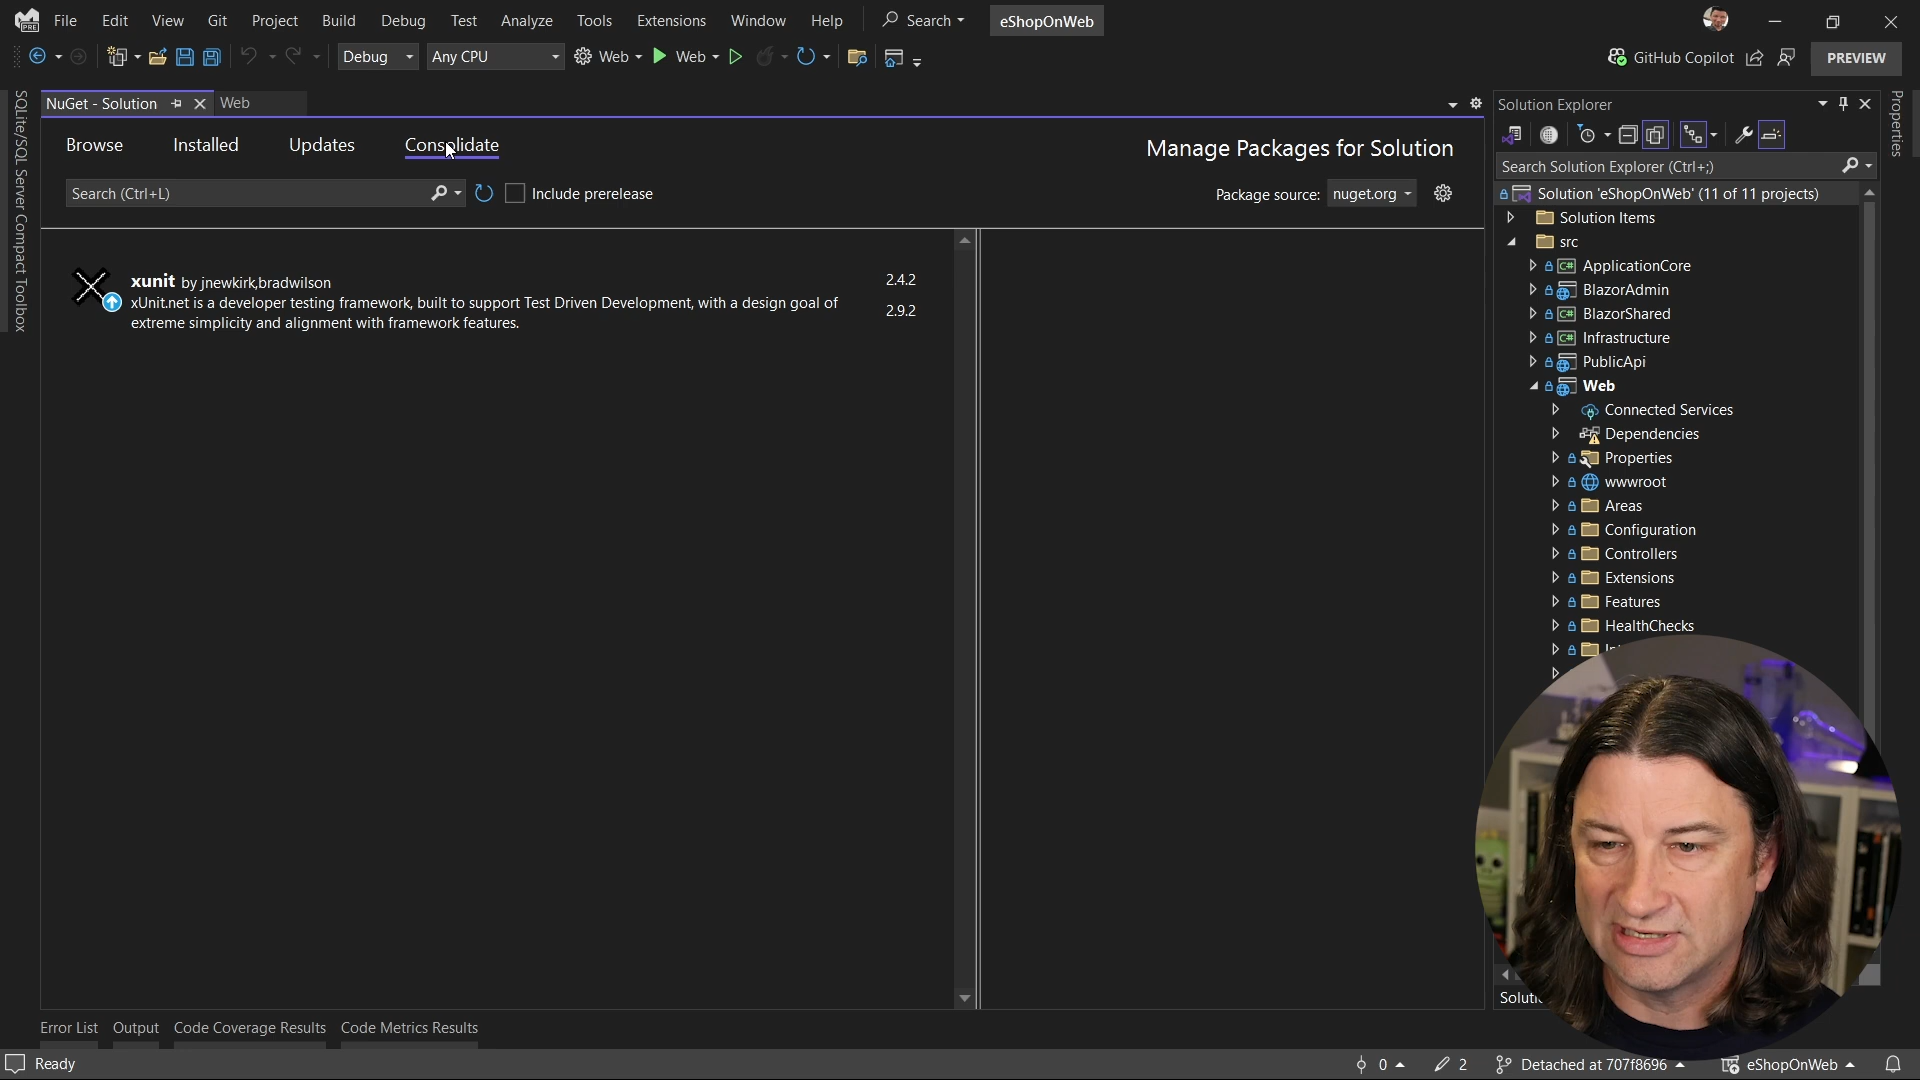 File Edit View Git Project Build Debug Test Analyze Tools Extensions Window Help Search eShopOnWeb
PRE
Debug Any CPU Web Web GitHub Copilot PREVIEW
SQLite/SQL Server Compact Toolbox
NuGet - Solution Web
Browse Installed Updates Consolidate
Manage Packages for Solution
Search (Ctrl+L) Include prerelease Package source: nuget.org
xunit by jnewkirk,bradwilson 2.4.2
xUnit.net is a developer testing framework, built to support Test Driven Development, with a design goal of
extreme simplicity and alignment with framework features.
2.9.2
Solution Explorer
Search Solution Explorer (Ctrl+;)
Solution 'eShopOnWeb' (11 of 11 projects)
Solution Items
src
ApplicationCore
BlazorAdmin
BlazorShared
Infrastructure
PublicApi
Web
Connected Services
Dependencies
Properties
wwwroot
Areas
Configuration
Controllers
Extensions
Features
HealthChecks
Properties
Error List Output Code Coverage Results Code Metrics Results
Ready 0 2 Detached at 707f8696 eShopOnWeb